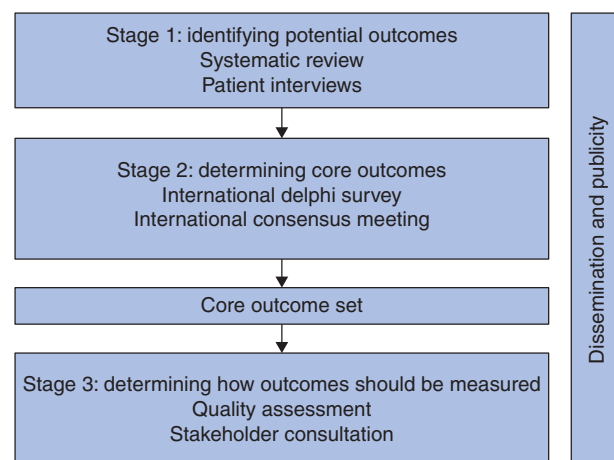 Stage 1: identifying potential outcomes
Systematic review
Patient interviews
Stage 2: determining core outcomes
International delphi survey
International consensus meeting
Core outcome set
Stage 3: determining how outcomes should be measured
Quality assessment
Stakeholder consultation
Dissemination and publicity